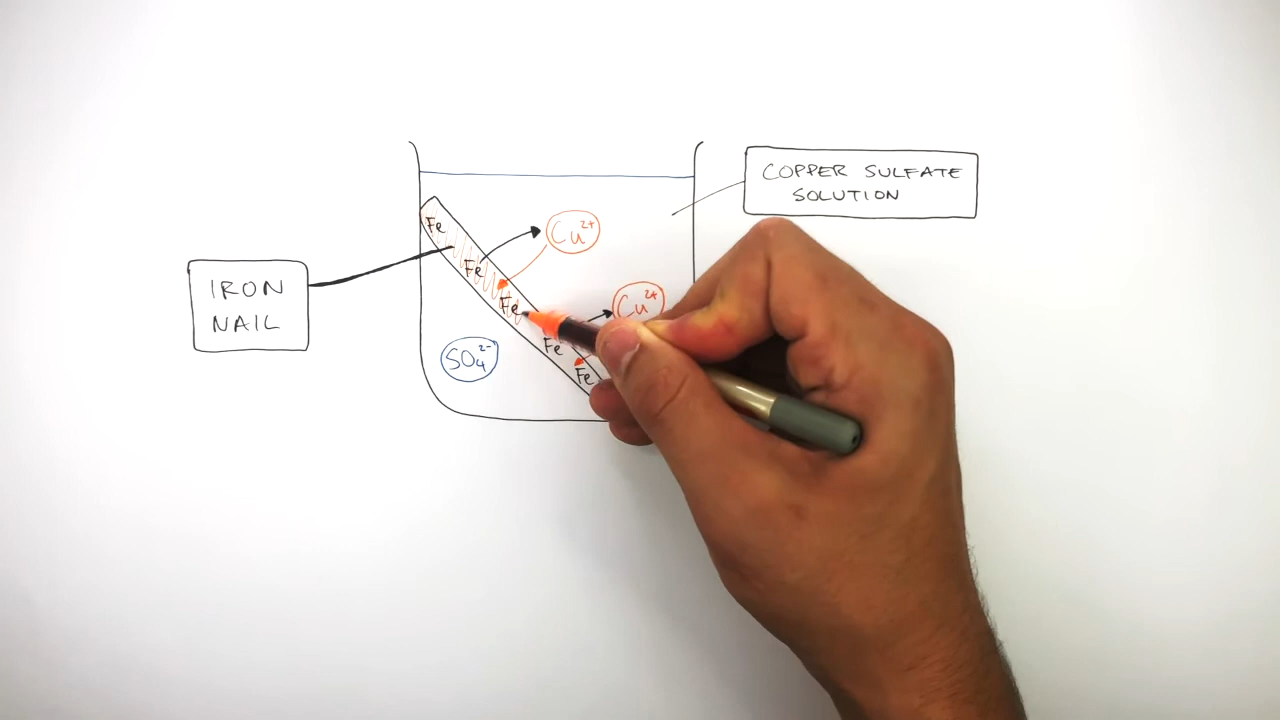 COPPER SULFATE
SOLUTION
IRON
NAIL
Fe
Fe
Fe
Fe
Fe
Cu²⁺
Cu²⁺
SO₄²⁻